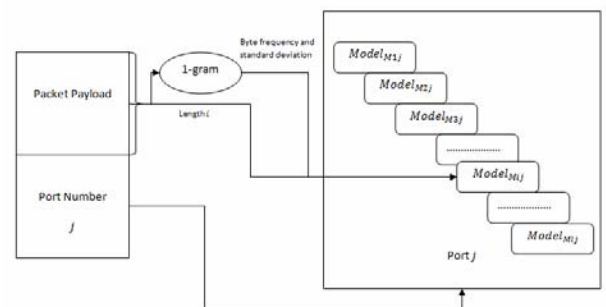 Byte frequency and
standard deviation
1-gram
Packet Payload
Length i
Port Number
j
Model_{M1j}
Model_{M2j}
Model_{M3j}
.....................
Model_{Mij}
.....................
Model_{Mlj}
Port j